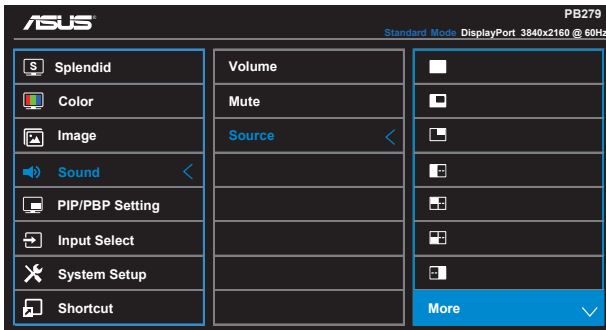 ASUS
PB279
Standard Mode DisplayPort 3840x2160 @ 60Hz
S Splendid
Color
Image
Sound
PIP/PBP Setting
Input Select
System Setup
Shortcut
Volume
Mute
Source
More